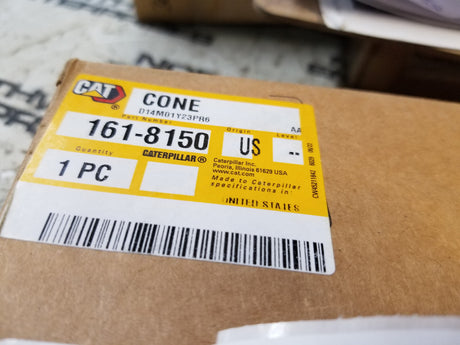 CAT ®
CONE
D14M01Y23PR6
Part Number
161-8150
Origin
US
AA
Level
--
Quantity
1 PC
CATERPILLAR®
Caterpillar Inc.
Peoria, Illinois 61629 USA
www.cat.com
Made to Caterpillar
specifications in
UNITED STATES